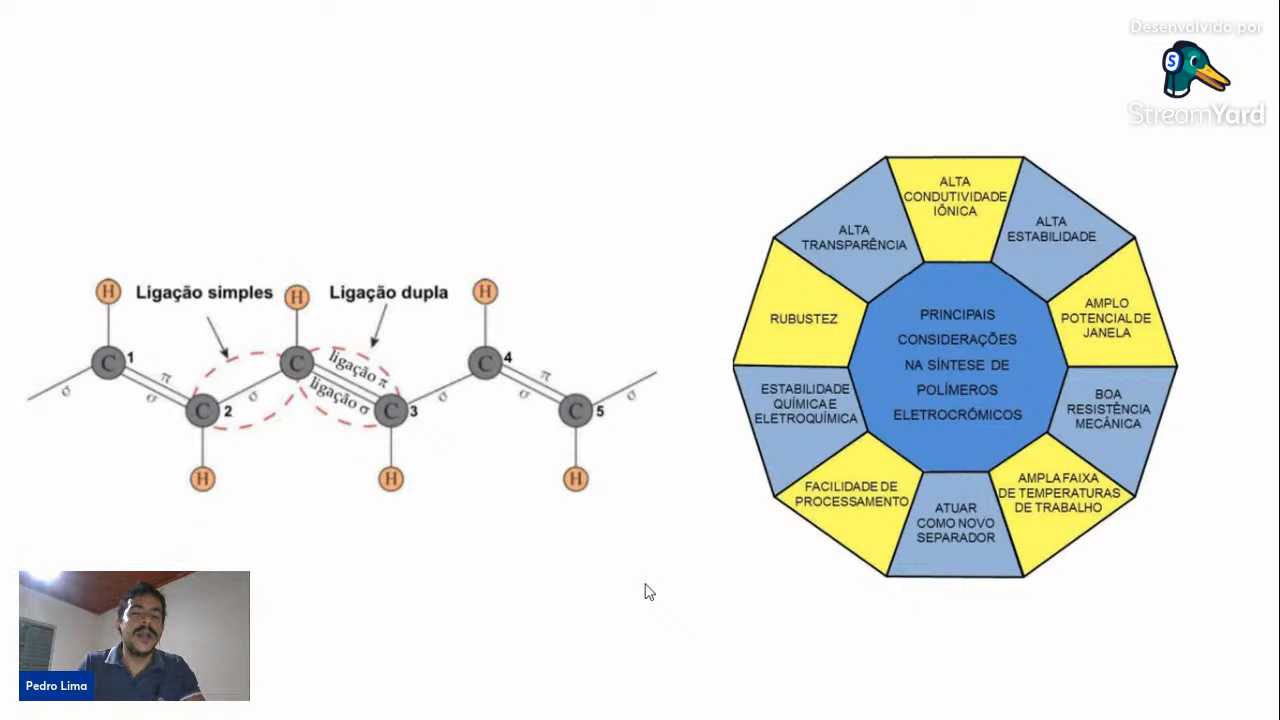 Desenvolvido por
S
StreamYard
Ligação simples
Ligação dupla
H
H
H
C
1
π
σ
σ
C
2
σ
C
ligação π
ligação σ
C
3
σ
C
4
π
σ
C
5
σ
H
H
H
ALTA
CONDUTIVIDADE
IÔNICA
ALTA
ESTABILIDADE
AMPLO
POTENCIAL DE
JANELA
BOA
RESISTÊNCIA
MECÂNICA
AMPLA FAIXA
DE TEMPERATURAS
DE TRABALHO
ATUAR
COMO NOVO
SEPARADOR
FACILIDADE DE
PROCESSAMENTO
ESTABILIDADE
QUÍMICA E
ELETROQUÍMICA
RUBUSTEZ
ALTA
TRANSPARÊNCIA
PRINCIPAIS
CONSIDERAÇÕES
NA SÍNTESE DE
POLÍMEROS
ELETROCRÔMICOS
Pedro Lima